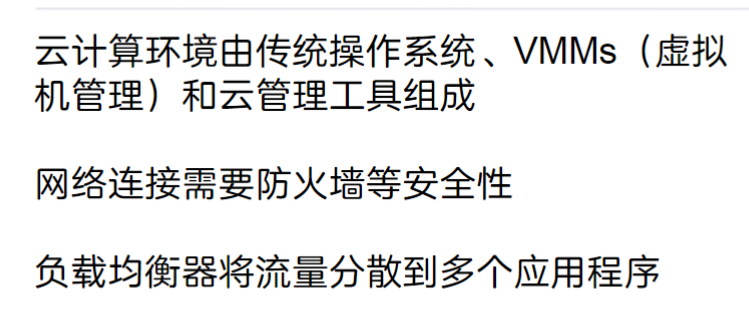 云计算环境由传统操作系统、VMMs（虚拟
机管理）和云管理工具组成
网络连接需要防火墙等安全性
负载均衡器将流量分散到多个应用程序